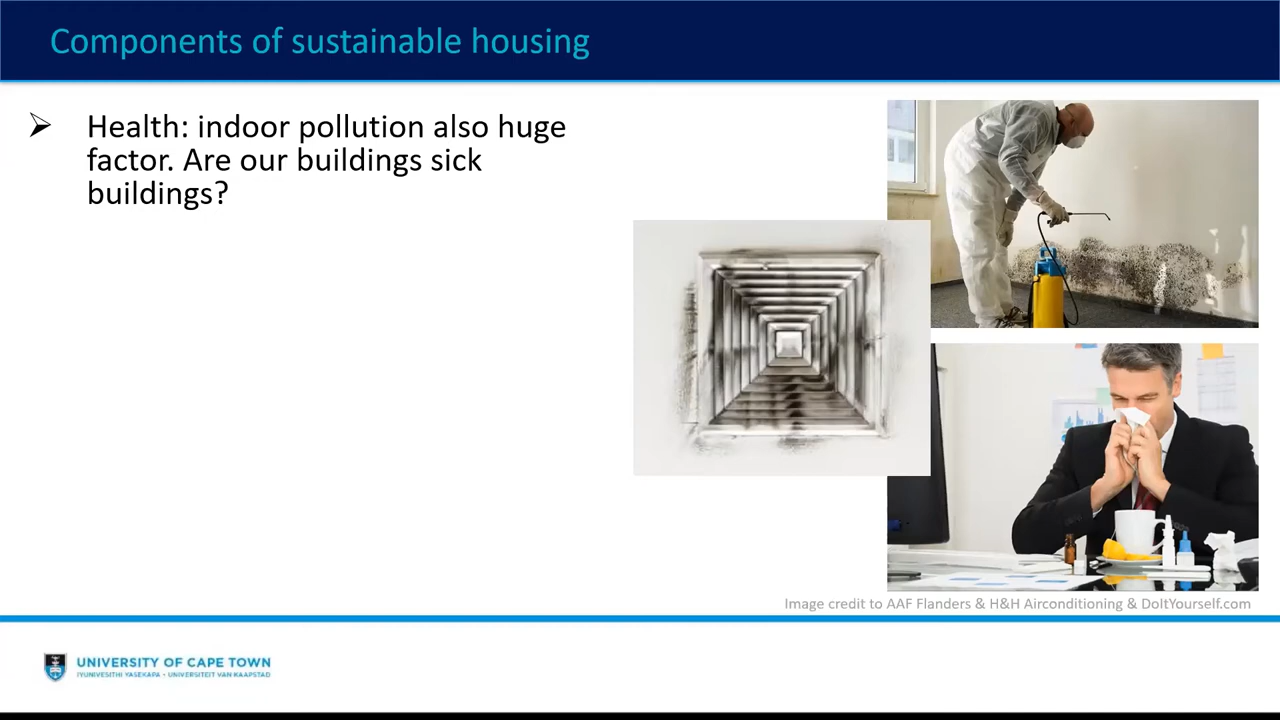 Components of sustainable housing
Health: indoor pollution also huge
factor. Are our buildings sick
buildings?
Image credit to AAF Flanders & H&H Airconditioning & DoItYourself.com
UNIVERSITY OF CAPE TOWN
IYUNIVESITHI YASEKAPA • UNIVERSITEIT VAN KAAPSTAD